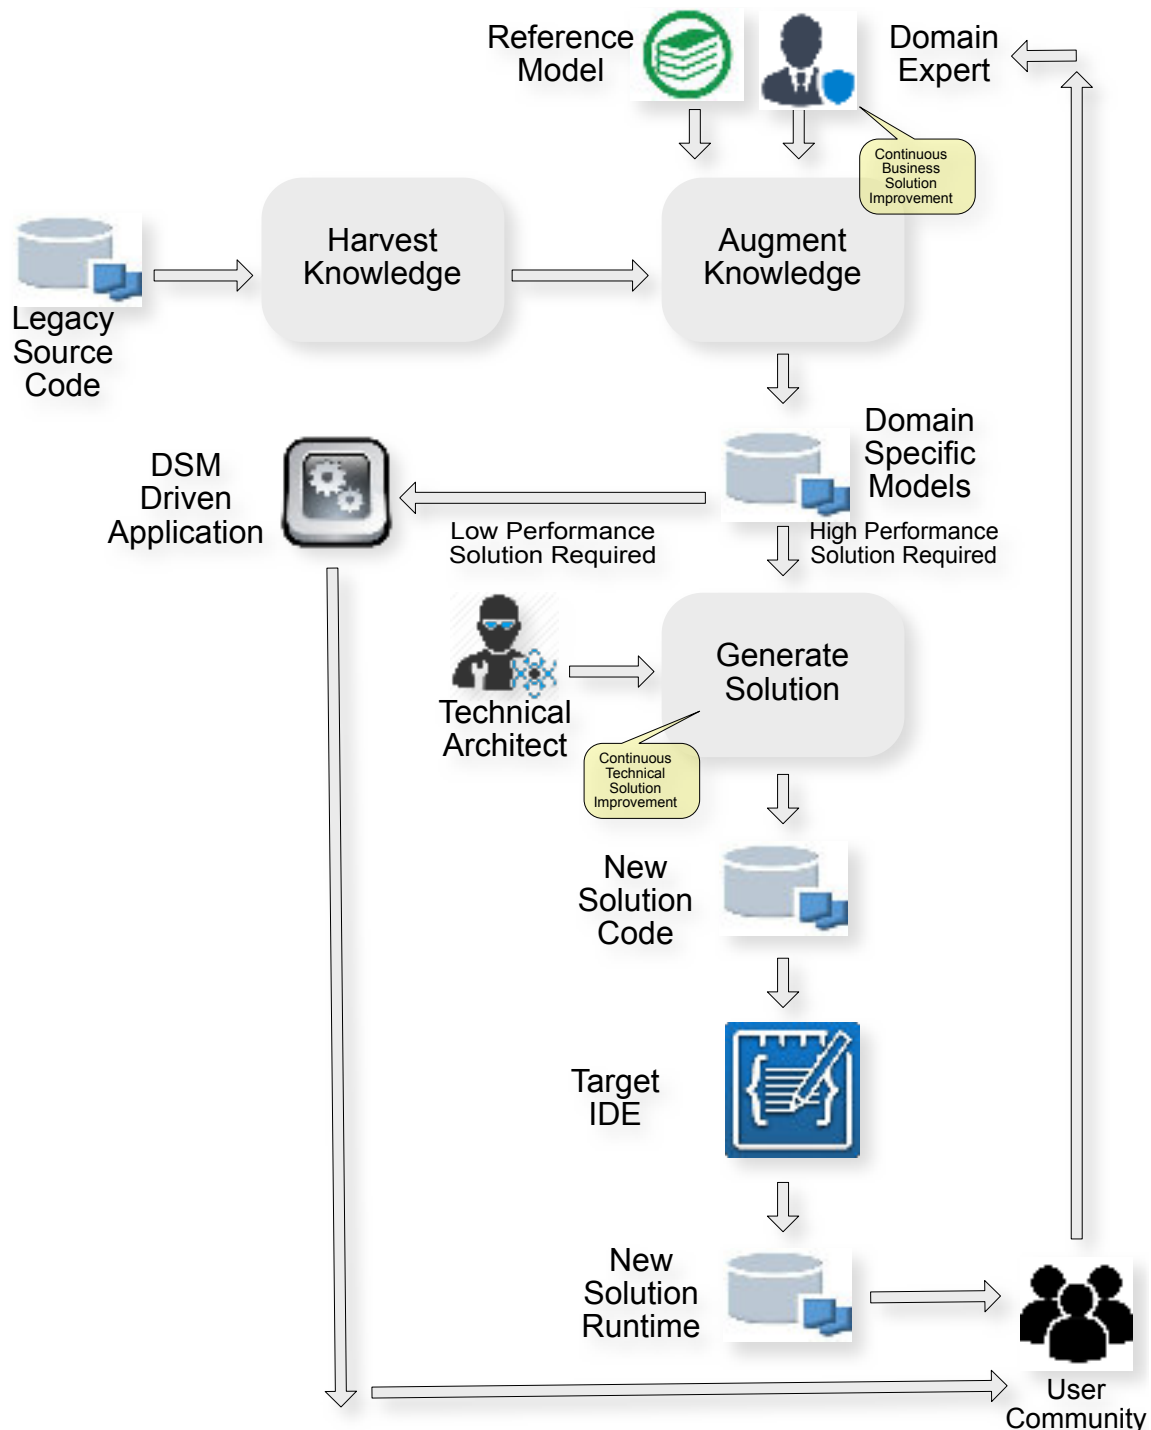 Reference
Model
Domain
Expert
Continuous
Business
Solution
Improvement
Harvest
Knowledge
Augment
Knowledge
Legacy
Source
Code
Domain
Specific
Models
DSM
Driven
Application
Low Performance
Solution Required
High Performance
Solution Required
Generate
Solution
Technical
Architect
Continuous
Technical
Solution
Improvement
New
Solution
Code
Target
IDE
New
Solution
Runtime
User
Community